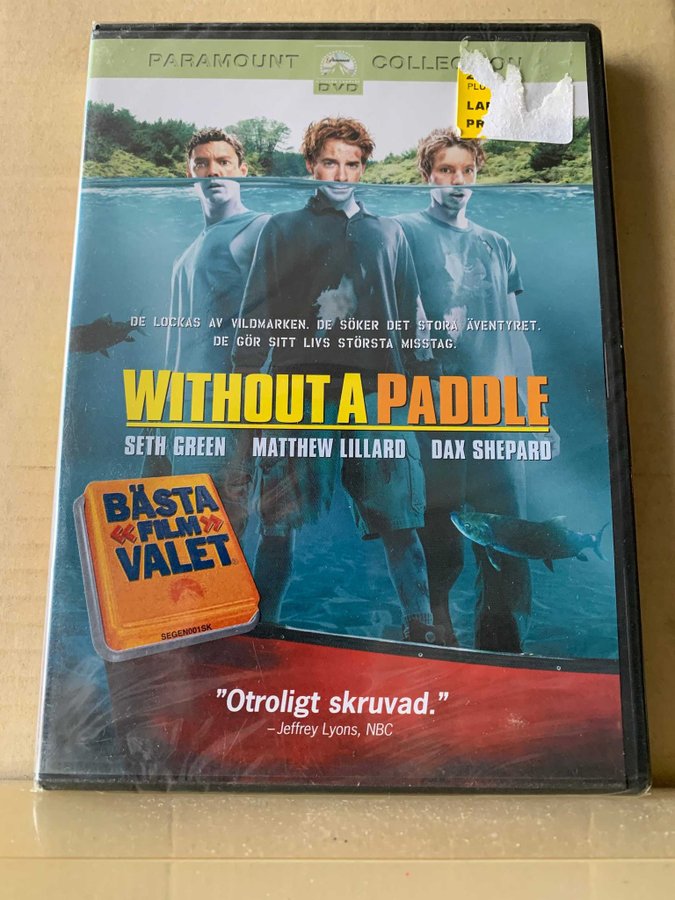 PARAMOUNT COLLECTION
DVD
PLU
DE LOCKAS AV VILDMARKEN. DE SÖKER DET STORA ÄVENTYRET.
DE GÖR SITT LIVS STÖRSTA MISSTAG.
WITHOUT A PADDLE
SETH GREEN MATTHEW LILLARD DAX SHEPARD
BÄSTA
«FILM»
VALET
SEGEN001SK
"Otroligt skruvad."
–Jeffrey Lyons, NBC